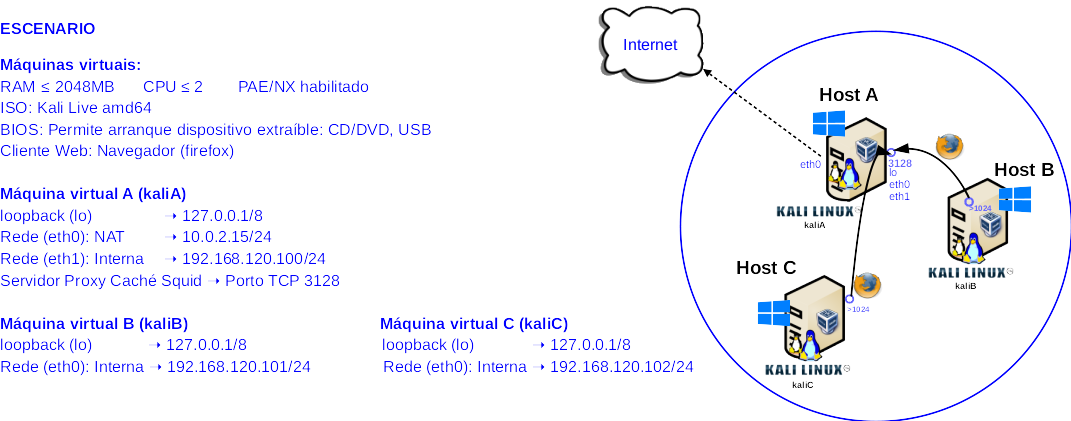 ESCENARIO
Máquinas virtuais:
RAM ≤ 2048MB CPU ≤ 2 PAE/NX habilitado
ISO: Kali Live amd64
BIOS: Permite arranque dispositivo extraíble: CD/DVD, USB
Cliente Web: Navegador (firefox)
Máquina virtual A (kaliA)
loopback (lo) ➝ 127.0.0.1/8
Rede (eth0): NAT ➝ 10.0.2.15/24
Rede (eth1): Interna ➝ 192.168.120.100/24
Servidor Proxy Caché Squid ➝ Porto TCP 3128
Máquina virtual B (kaliB)
loopback (lo) ➝ 127.0.0.1/8
Rede (eth0): Interna ➝ 192.168.120.101/24
Máquina virtual C (kaliC)
loopback (lo) ➝ 127.0.0.1/8
Rede (eth0): Interna ➝ 192.168.120.102/24
Internet
Host A
eth0
3128
lo
eth0
eth1
KALI LINUX
kaliA
Host B
>1024
KALI LINUX
kaliB
Host C
>1024
KALI LINUX
kaliC